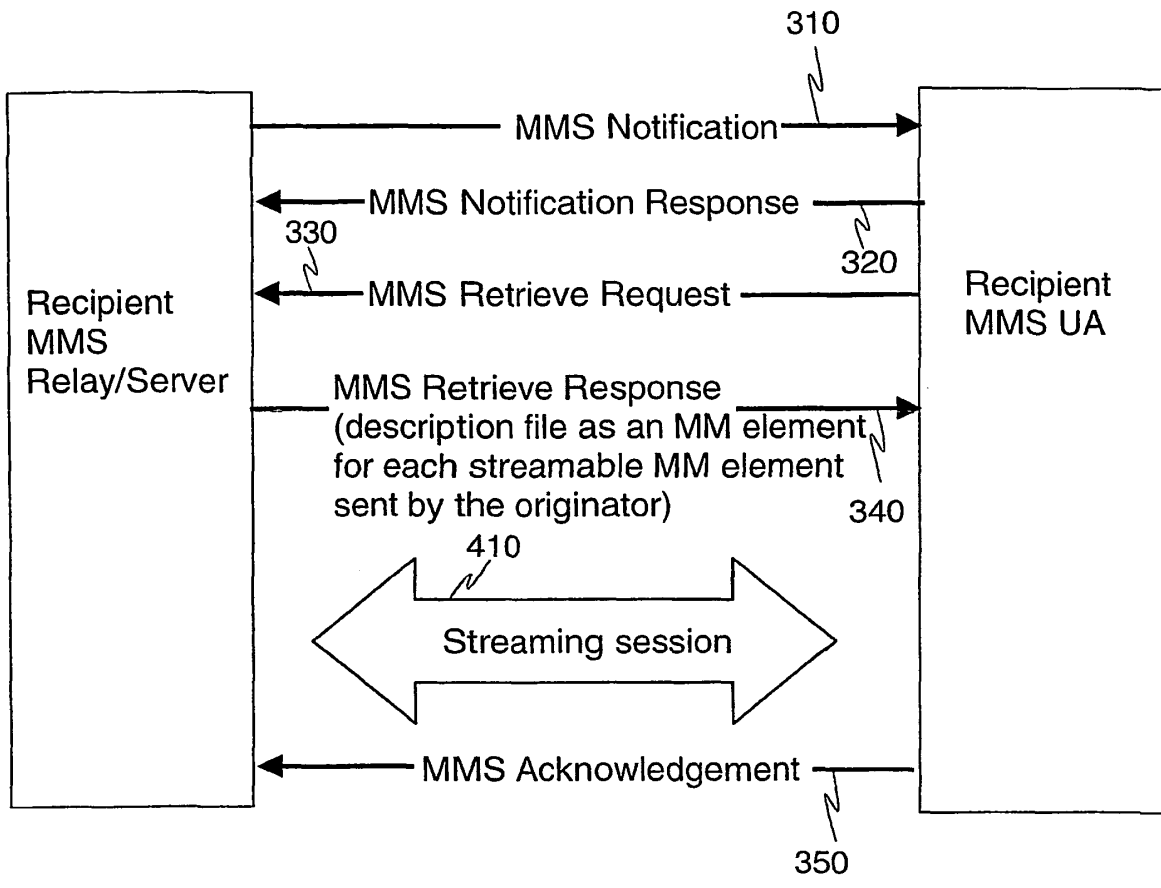 310
MMS Notification
MMS Notification Response
320
330
MMS Retrieve Request
Recipient
MMS
Relay/Server
Recipient
MMS UA
MMS Retrieve Response
(description file as an MM element
for each streamable MM element
sent by the originator)
340
410
Streaming session
MMS Acknowledgement
350